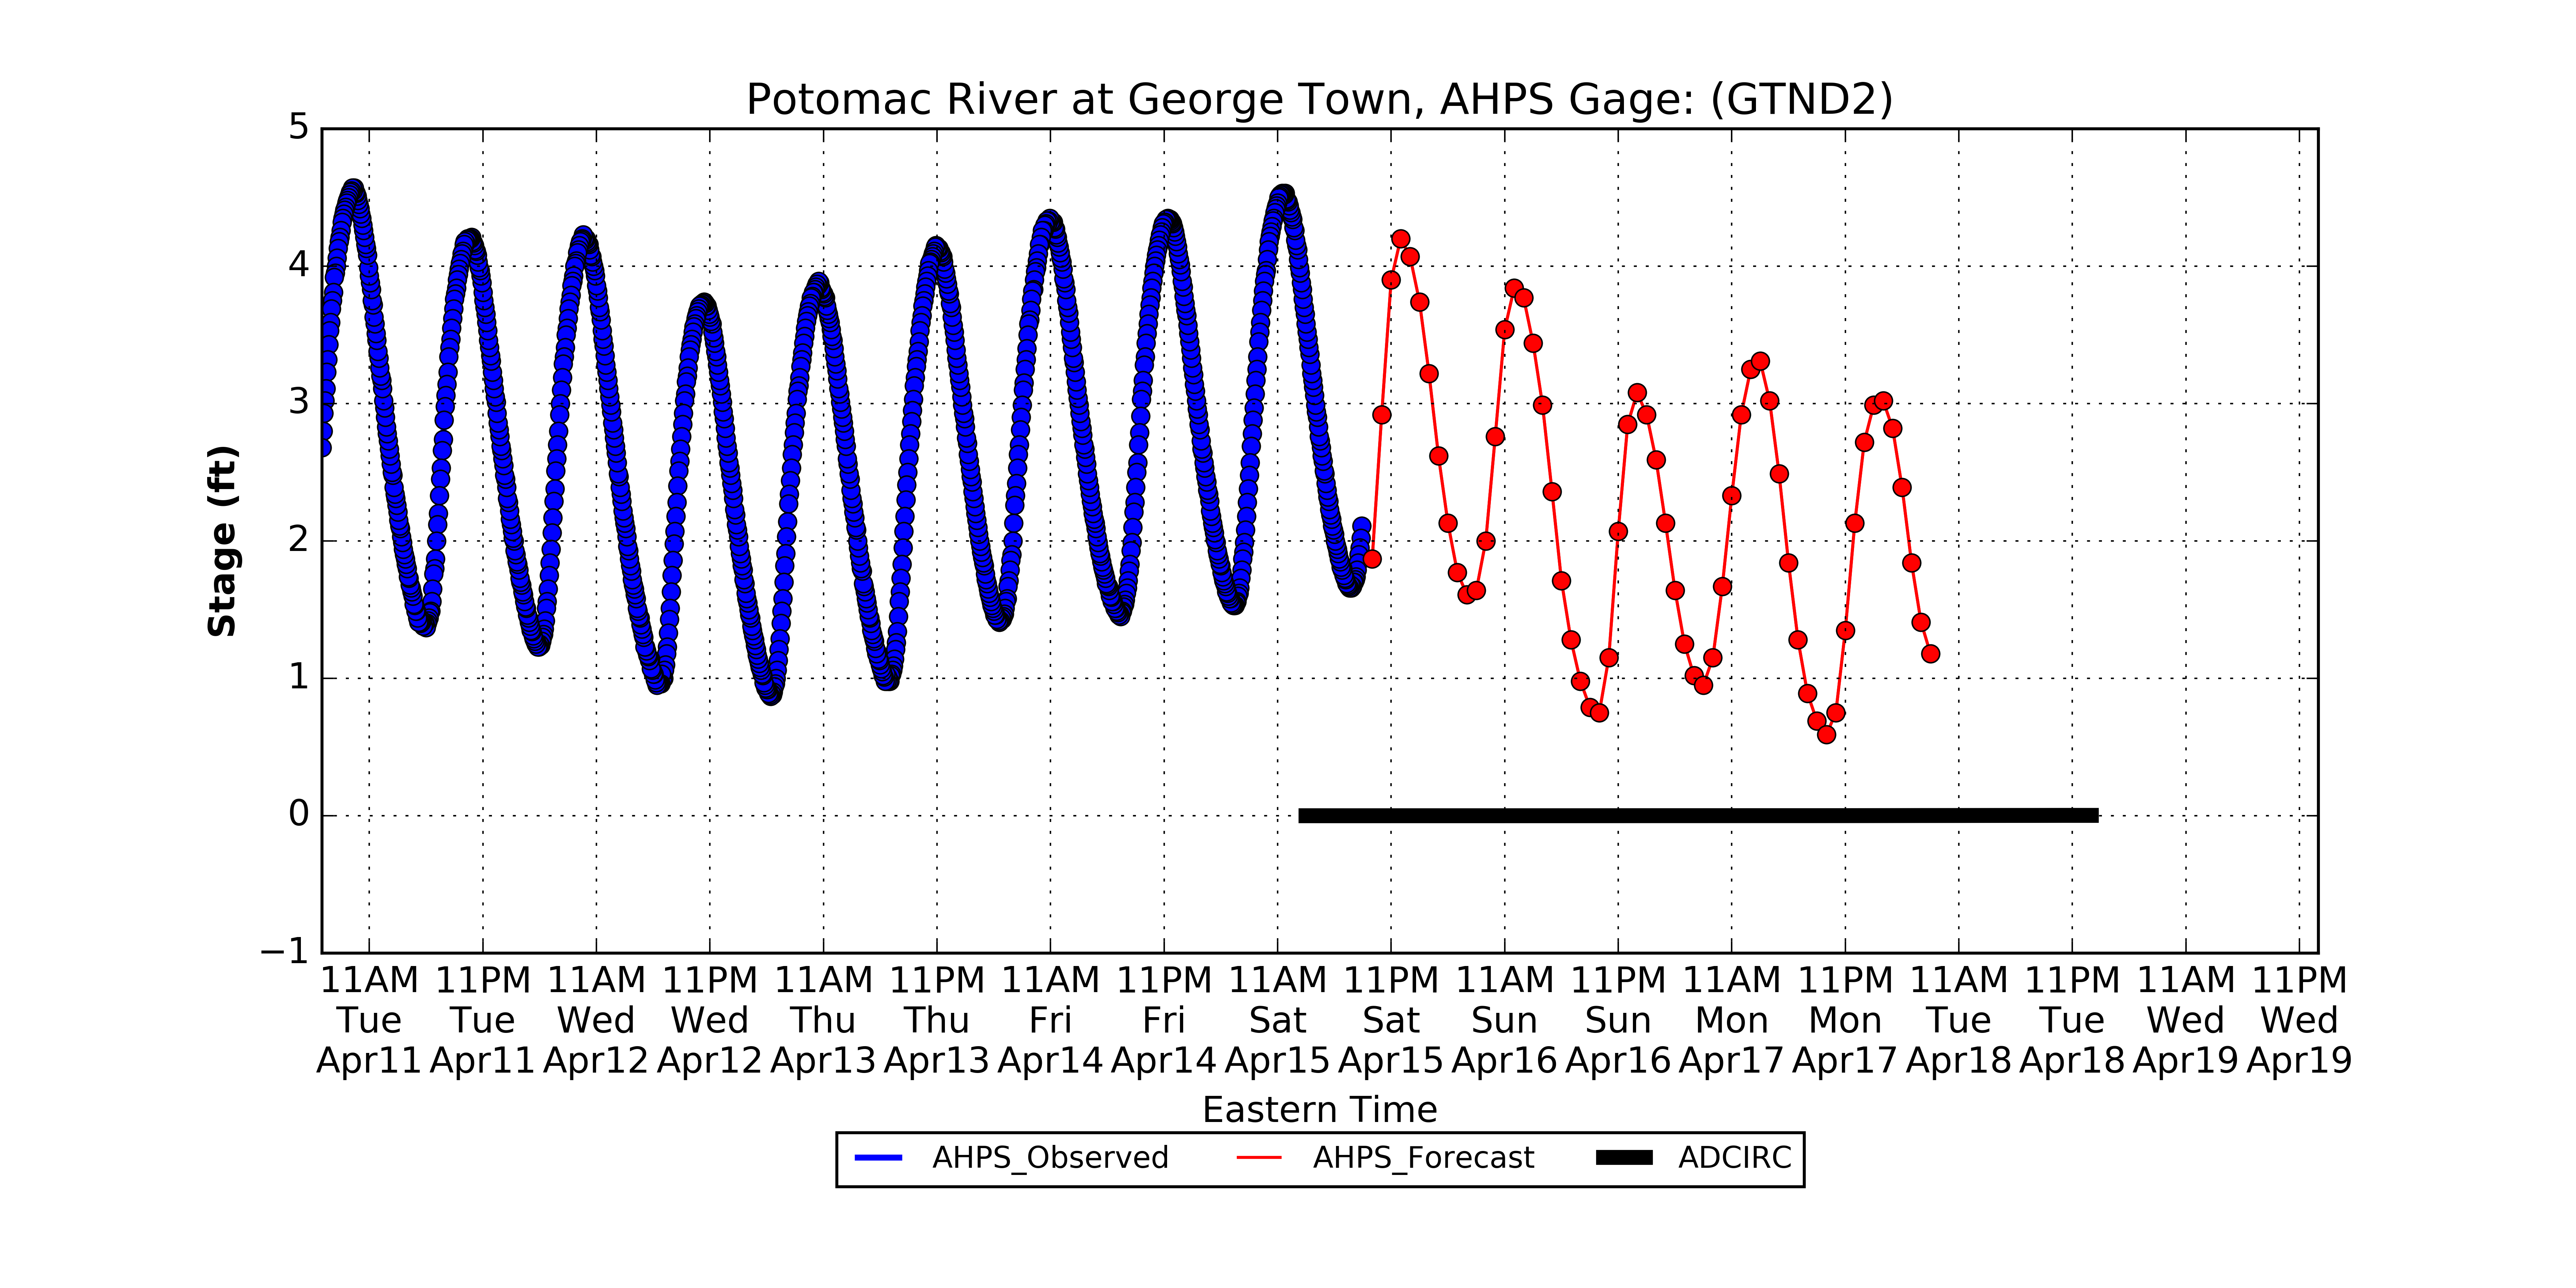 Potomac River at George Town, AHPS Gage: (GTND2)
Stage (ft)
5
4
3
2
1
0
−1
11AM 11PM 11AM 11PM 11AM 11PM 11AM 11PM 11AM 11PM 11AM 11PM 11AM 11PM 11AM 11PM 11AM 11PM
Tue Tue Wed Wed Thu Thu Fri Fri Sat Sat Sun Sun Mon Mon Tue Tue Wed Wed
Apr11 Apr11 Apr12 Apr12 Apr13 Apr13 Apr14 Apr14 Apr15 Apr15 Apr16 Apr16 Apr17 Apr17 Apr18 Apr18 Apr19 Apr19
Eastern Time
AHPS_Observed AHPS_Forecast ADCIRC